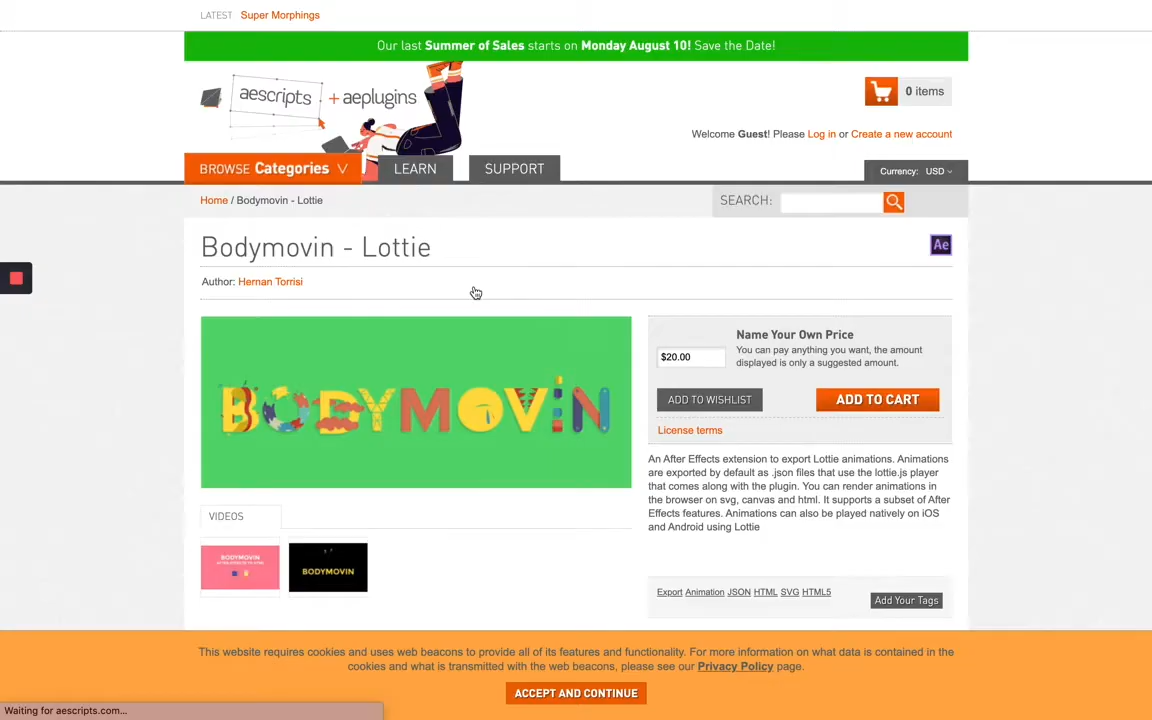 LATEST Super Morphings
Our last Summer of Sales starts on Monday August 10! Save the Date!
aescripts + aeplugins
0 items
Welcome Guest! Please Log in or Create a new account
BROWSE Categories
LEARN
SUPPORT
Currency: USD
Home / Bodymovin - Lottie
SEARCH:
Bodymovin - Lottie
Ae
Author: Hernan Torrisi
BODYMOVIN
Name Your Own Price
$20.00
You can pay anything you want, the amount
displayed is only a suggested amount.
ADD TO WISHLIST
ADD TO CART
License terms
An After Effects extension to export Lottie animations. Animations
are exported by default as .json files that use the lottie.js player
that comes along with the plugin. You can render animations in
the browser on svg, canvas and html. It supports a subset of After
Effects features. Animations can also be played natively on iOS
and Android using Lottie
VIDEOS
BODYMOVIN
BODYMOVIN
Export Animation JSON HTML SVG HTML5
Add Your Tags
This website requires cookies and uses web beacons to provide all of its features and functionality. For more information on what data is contained in the
cookies and what is transmitted with the web beacons, please see our Privacy Policy page.
ACCEPT AND CONTINUE
Waiting for aescripts.com...